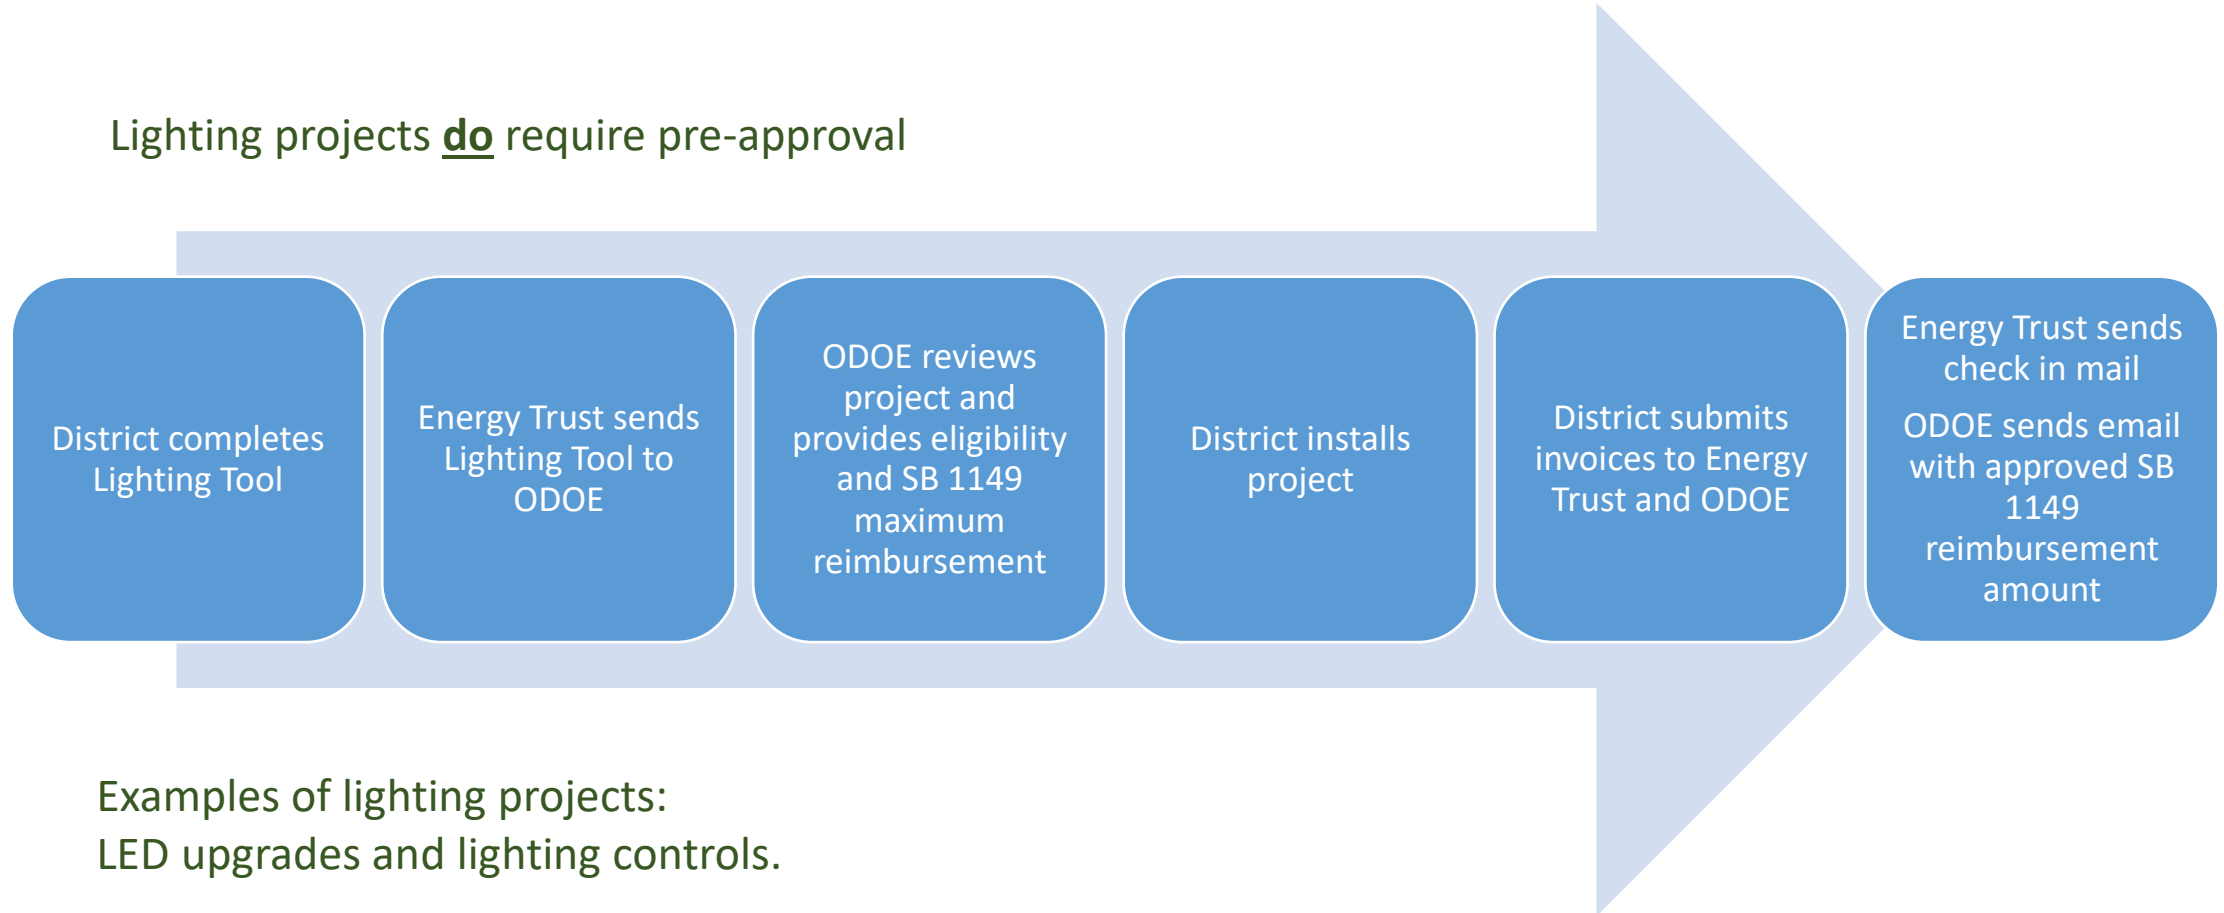 Lighting projects do require pre-approval
District completes
Lighting Tool
Energy Trust sends
Lighting Tool to
ODOE
ODOE reviews
project and
provides eligibility
and SB 1149
maximum
reimbursement
District installs
project
District submits
invoices to Energy
Trust and ODOE
Energy Trust sends
check in mail
ODOE sends email
with approved SB
1149
reimbursement
amount
Examples of lighting projects:
LED upgrades and lighting controls.